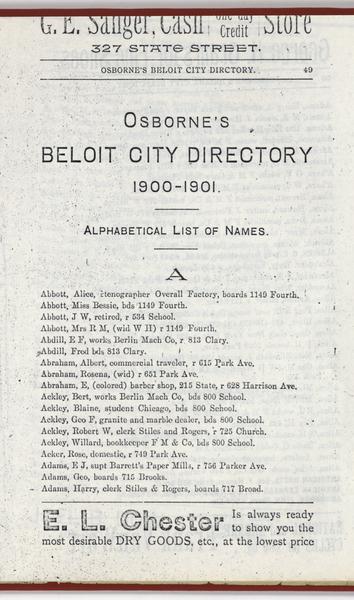 G. E. Sanger, Cash one day Credit Store
327 STATE STREET.
OSBORNE'S BELOIT CITY DIRCTORY. 49
OSBORNE'S
BELOIT CITY DIRECTORY
1900-1901.
ALPHABETICAL LIST OF NAMES.
A
Abbott, Alice, stenographer Overall Factory, boards 1149 Fourth.
Abbott, Miss Bessie, bds 1149 Fourth.
Abbott, J W, retired, r 534 School.
Abbott, Mrs R M, (wid W H) r 1149 Fourth.
Abdill, E F, works Berlin Mach Co, r 813 Clary.
Abdill, Fred bds 813 Clary.
Abraham, Albert, commercial traveler, r 615 Park Ave.
Abraham, Rosena, (wid) r 651 Park Ave.
Abraham, E, (colored) barber shop, 215 State, r 628 Harrison Ave.
Ackley, Bert, works Berlin Mach Co, bds 800 School.
Ackley, Blaine, student Chicago, bds 800 School.
Ackley, Geo F, granite and marble dealer, bds 800 School.
Ackley, Robert W, clerk Stiles and Rogers, r 725 Church.
Ackley, Willard, bookkeeper F M & Co, bds 800 School.
Acker, Rose, domestic, r 749 Park Ave.
Adams, E J, supt Barrett's Paper Mills, r 756 Parker Ave.
Adams, Geo, boards 715 Brooks.
Adams, Harry, clerk Stiles & Rogers, boards 717 Broad.
E. L. Chester Is always ready
to show you the
most desirable DRY GOODS, etc., at the lowest price